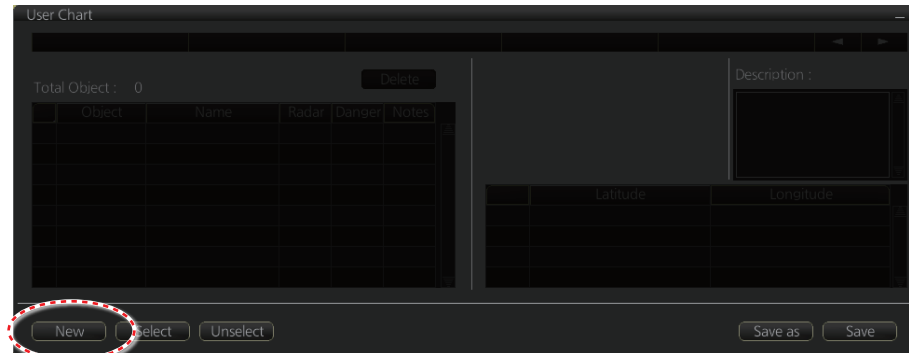 User Chart
Total Object : 0
Delete
Description :
Object Name Radar Danger Notes
Latitude Longitude
New Select Unselect Save as Save